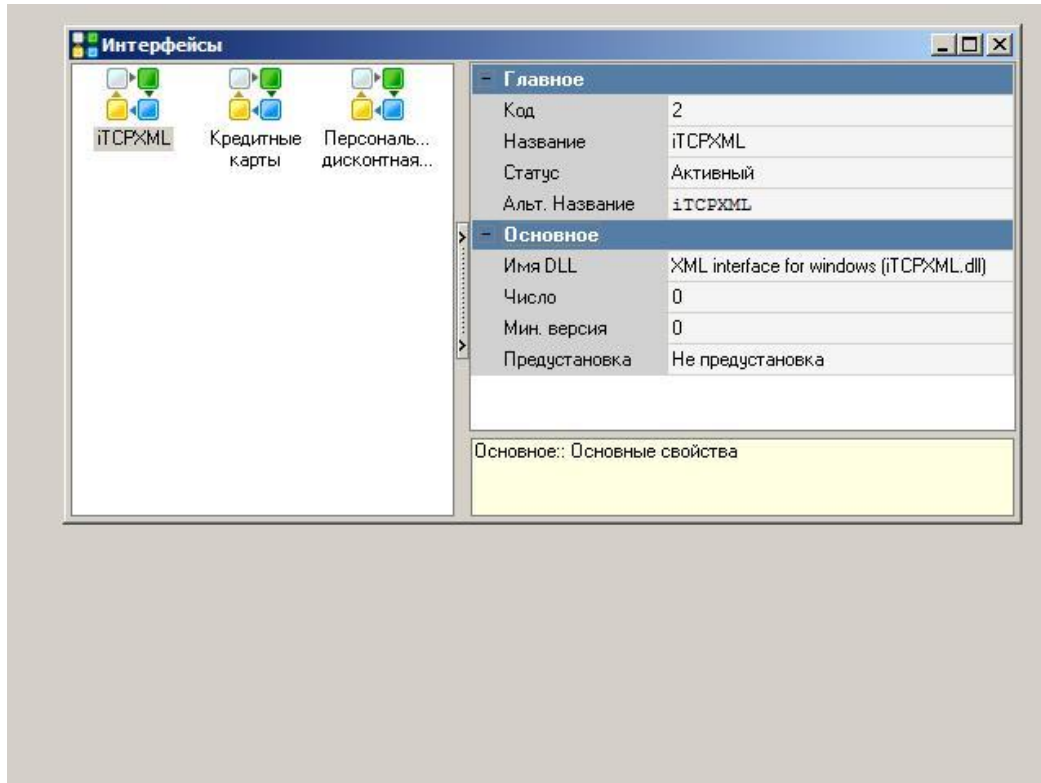 Интерфейсы
iTCPXML
Кредитные
карты
Персональ...
дисконтная...
Главное
Код 2
Название iTCPXML
Статус Активный
Альт. Название iTCPXML
Основное
Имя DLL XML interface for windows (iTCPXML.dll)
Число 0
Мин. версия 0
Предустановка Не предустановка
Основное:: Основные свойства